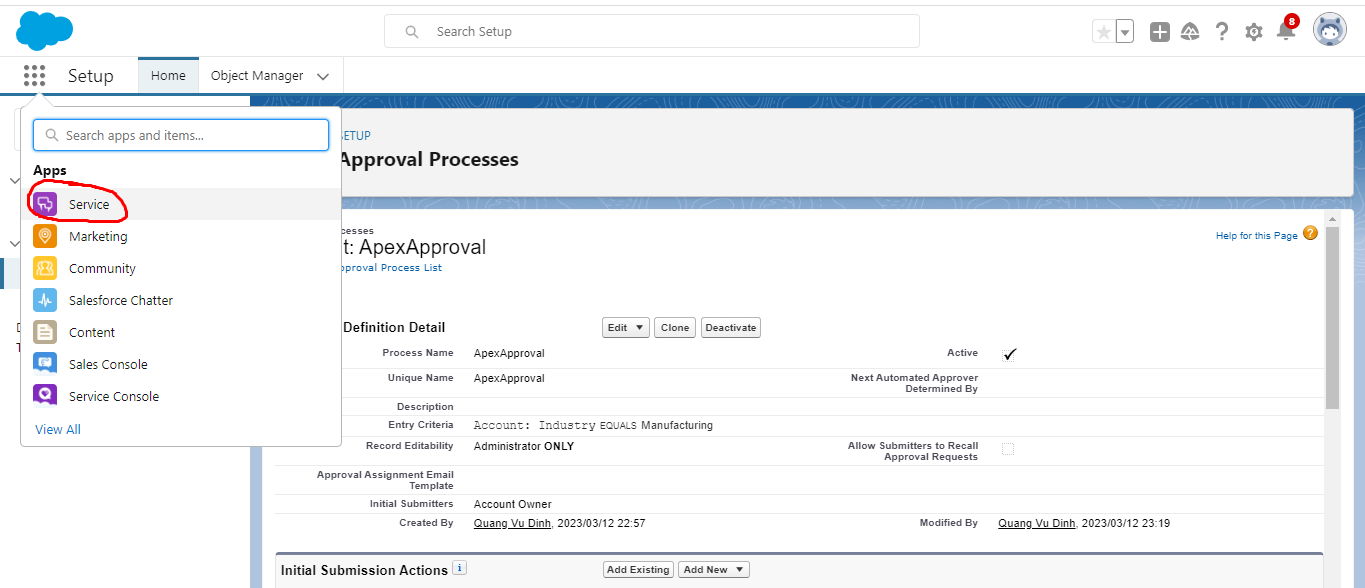 Search Setup
8
Setup
Home
Object Manager
Search apps and items...
Apps
Service
Marketing
Community
Salesforce Chatter
Content
Sales Console
Service Console
View All
SETUP
Approval Processes
cesses
t: ApexApproval
Help for this Page ?
pproval Process List
Definition Detail
Edit
Clone
Deactivate
Process Name ApexApproval Active
Unique Name ApexApproval Next Automated Approver
Determined By
Description
Entry Criteria Account: Industry EQUALS Manufacturing
Record Editability Administrator ONLY Allow Submitters to Recall
Approval Requests
Approval Assignment Email
Template
Initial Submitters Account Owner
Created By Quang Vu Dinh, 2023/03/12 22:57 Modified By Quang Vu Dinh, 2023/03/12 23:19
Initial Submission Actions i Add Existing Add New